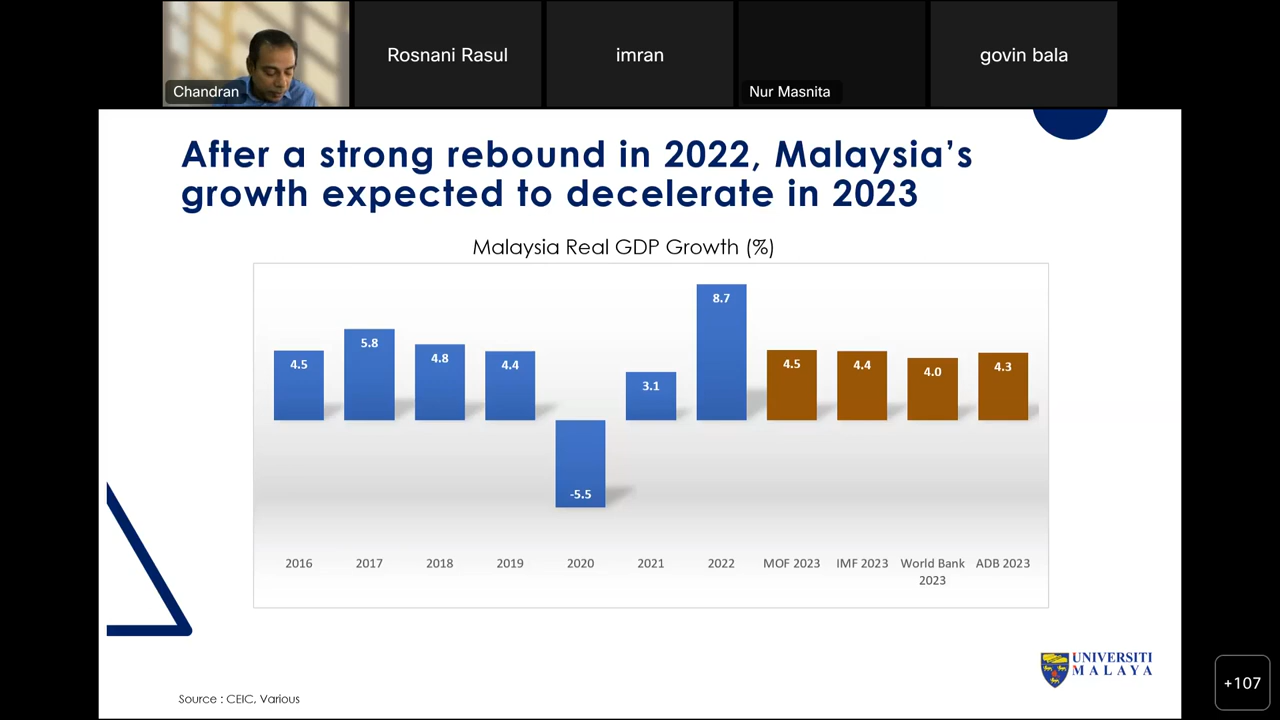 Chandran
Rosnani Rasul
imran
Nur Masnita
govin bala
After a strong rebound in 2022, Malaysia's
growth expected to decelerate in 2023
Malaysia Real GDP Growth (%)
4.5
5.8
4.8
4.4
-5.5
3.1
8.7
4.5
4.4
4.0
4.3
2016
2017
2018
2019
2020
2021
2022
MOF 2023
IMF 2023
World Bank
2023
ADB 2023
UNIVERSITI
MALAYA
Source : CEIC, Various
+107